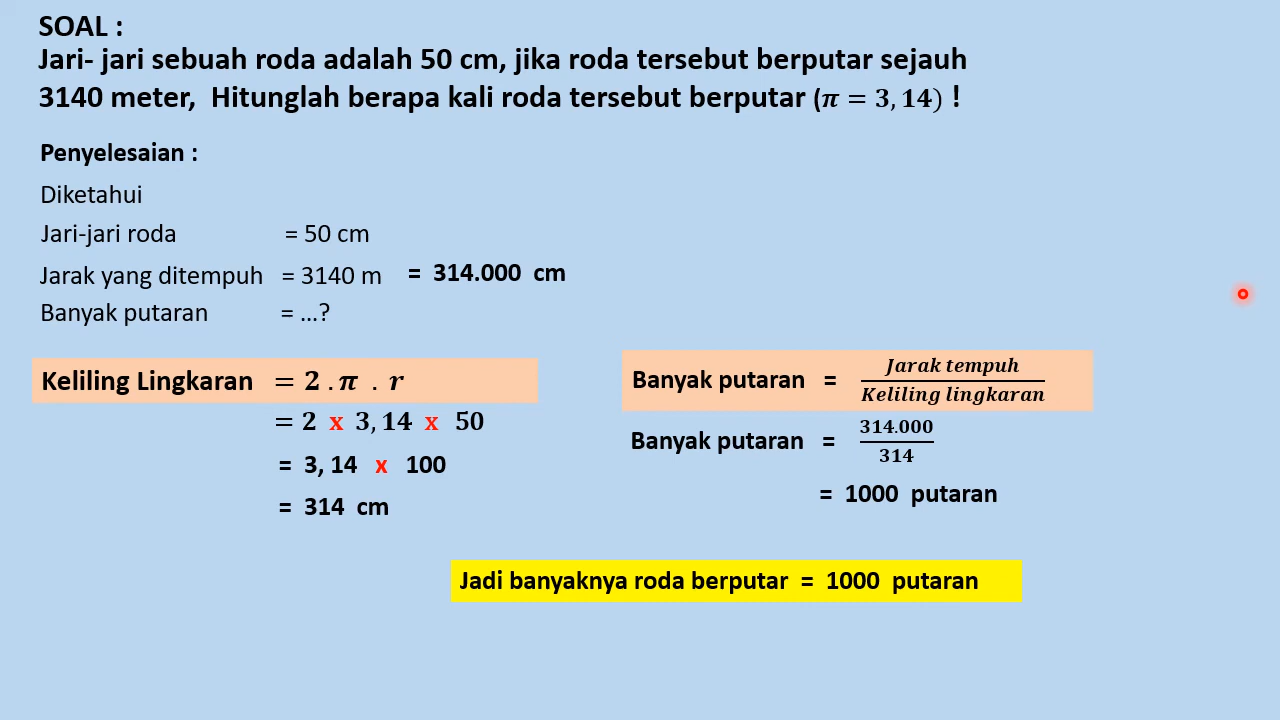 SOAL :
Jari- jari sebuah roda adalah 50 cm, jika roda tersebut berputar sejauh
3140 meter, Hitunglah berapa kali roda tersebut berputar (π = 3,14) !
Penyelesaian :
Diketahui
Jari-jari roda = 50 cm
Jarak yang ditempuh = 3140 m = 314.000 cm
Banyak putaran = ...?
Keliling Lingkaran = 2 . π . r
= 2 x 3,14 x 50
= 3, 14 x 100
= 314 cm
Banyak putaran = Jarak tempuh / Keliling lingkaran
Banyak putaran = 314.000 / 314
= 1000 putaran
Jadi banyaknya roda berputar = 1000 putaran